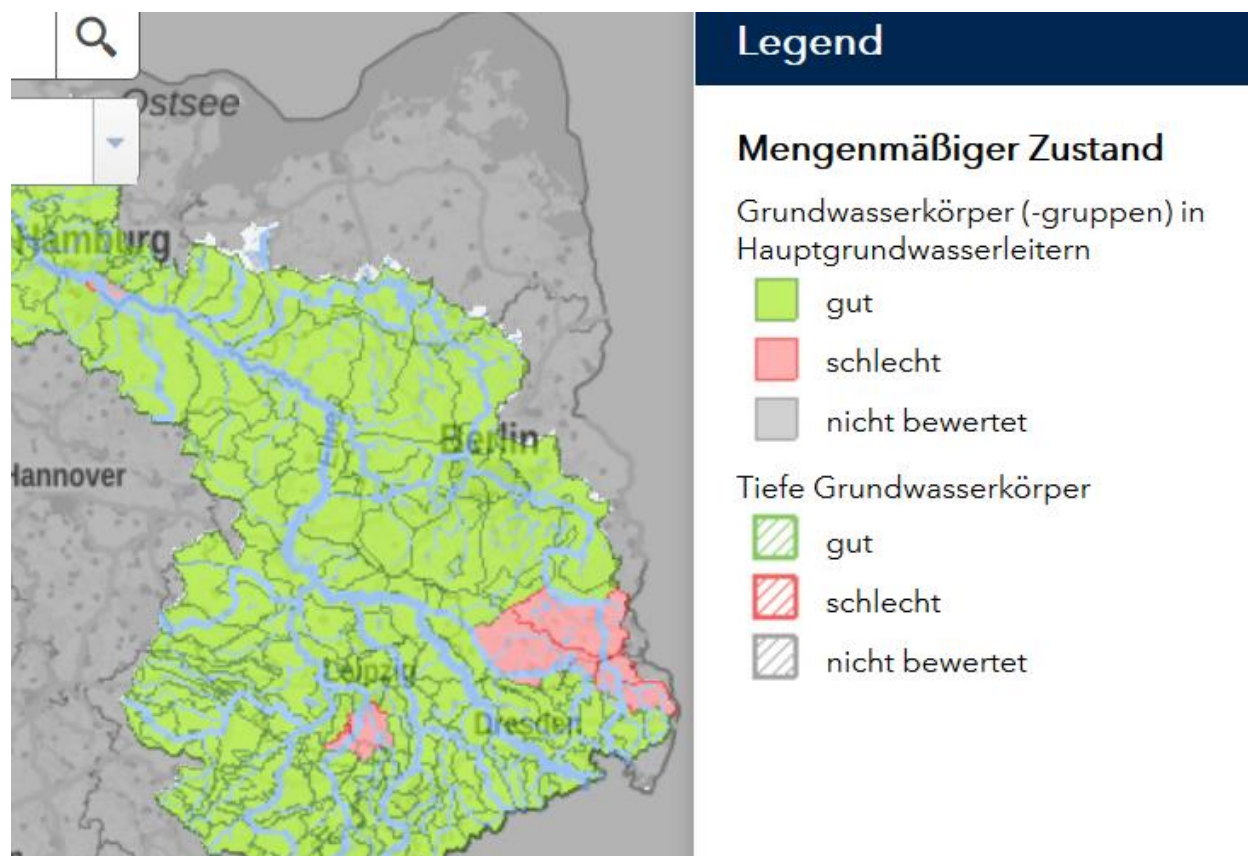 Ostsee
Hamburg
Berlin
Hannover
Leipzig
Dresden
Legend
Mengenmäßiger Zustand
Grundwasserkörper (-gruppen) in
Hauptgrundwasserleitern
gut
schlecht
nicht bewertet
Tiefe Grundwasserkörper
gut
schlecht
nicht bewertet